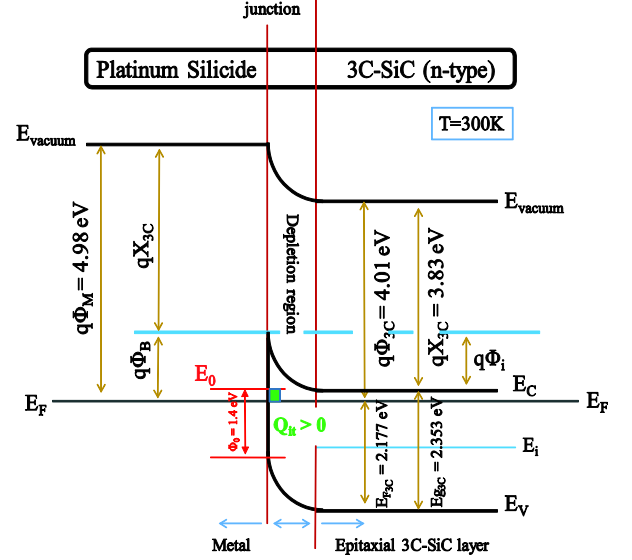 junction
Platinum Silicide
3C-SiC (n-type)
T=300K
E_vacuum
E_vacuum
qΦ_M = 4.98 eV
qX_3C
Depletion region
qΦ_3C = 4.01 eV
qX_3C = 3.83 eV
qΦ_B
qΦ_i
E_0
E_C
E_F
E_F
Φ_0 = 1.4 eV
Q_it > 0
E_F3C = 2.177 eV
Eg_3C = 2.353 eV
E_i
E_V
Metal
Epitaxial 3C-SiC layer